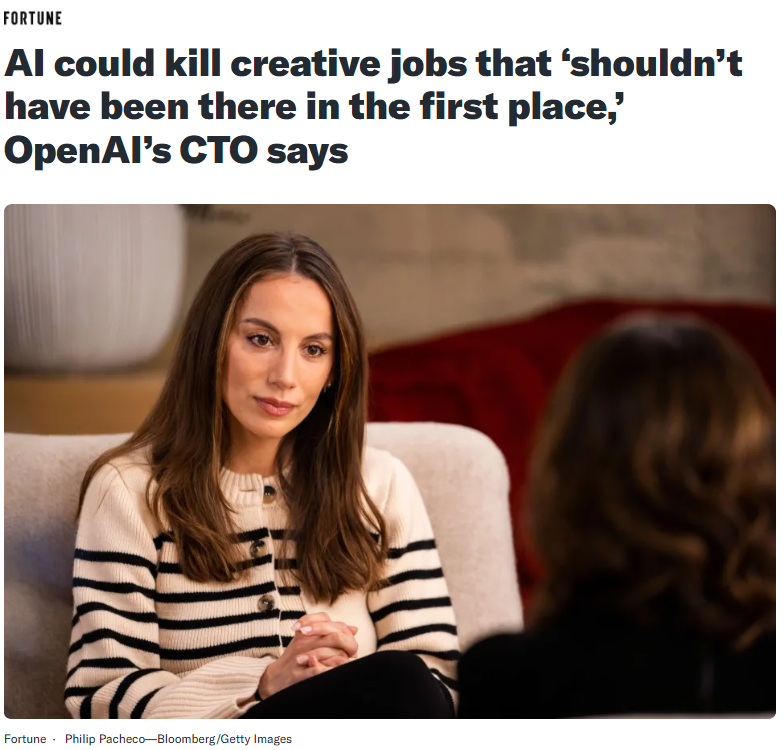 FORTUNE
AI could kill creative jobs that ‘shouldn’t
have been there in the first place,’
OpenAI’s CTO says
Fortune · Philip Pacheco—Bloomberg/Getty Images